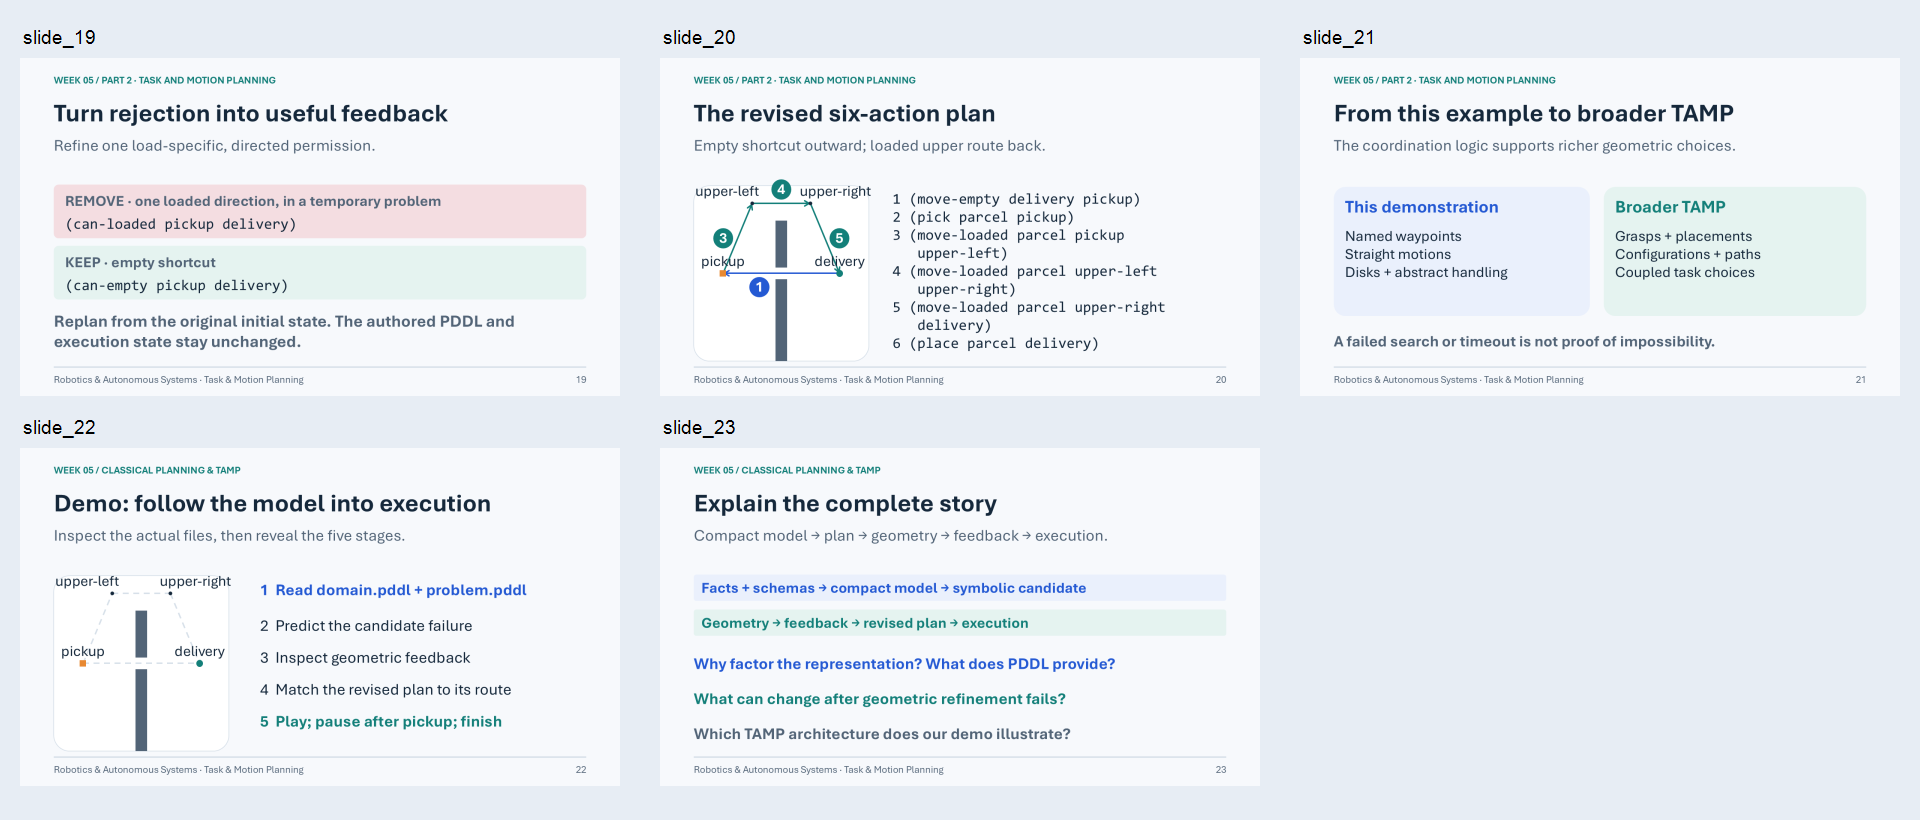 slide_19
WEEK 05 / PART 2 · TASK AND MOTION PLANNING
Turn rejection into useful feedback
Refine one load-specific, directed permission.
REMOVE · one loaded direction, in a temporary problem
(can-loaded pickup delivery)
KEEP · empty shortcut
(can-empty pickup delivery)
Replan from the original initial state. The authored PDDL and
execution state stay unchanged.
Robotics & Autonomous Systems · Task & Motion Planning
19
slide_20
WEEK 05 / PART 2 · TASK AND MOTION PLANNING
The revised six-action plan
Empty shortcut outward; loaded upper route back.
upper-left
4
upper-right
3
5
pickup
delivery
1
1 (move-empty delivery pickup)
2 (pick parcel pickup)
3 (move-loaded parcel pickup
upper-left)
4 (move-loaded parcel upper-left
upper-right)
5 (move-loaded parcel upper-right
delivery)
6 (place parcel delivery)
Robotics & Autonomous Systems · Task & Motion Planning
20
slide_21
WEEK 05 / PART 2 · TASK AND MOTION PLANNING
From this example to broader TAMP
The coordination logic supports richer geometric choices.
This demonstration
Named waypoints
Straight motions
Disks + abstract handling
Broader TAMP
Grasps + placements
Configurations + paths
Coupled task choices
A failed search or timeout is not proof of impossibility.
Robotics & Autonomous Systems · Task & Motion Planning
21
slide_22
WEEK 05 / CLASSICAL PLANNING & TAMP
Demo: follow the model into execution
Inspect the actual files, then reveal the five stages.
upper-left
upper-right
pickup
delivery
1 Read domain.pddl + problem.pddl
2 Predict the candidate failure
3 Inspect geometric feedback
4 Match the revised plan to its route
5 Play; pause after pickup; finish
Robotics & Autonomous Systems · Task & Motion Planning
22
slide_23
WEEK 05 / CLASSICAL PLANNING & TAMP
Explain the complete story
Compact model → plan → geometry → feedback → execution.
Facts + schemas → compact model → symbolic candidate
Geometry → feedback → revised plan → execution
Why factor the representation? What does PDDL provide?
What can change after geometric refinement fails?
Which TAMP architecture does our demo illustrate?
Robotics & Autonomous Systems · Task & Motion Planning
23